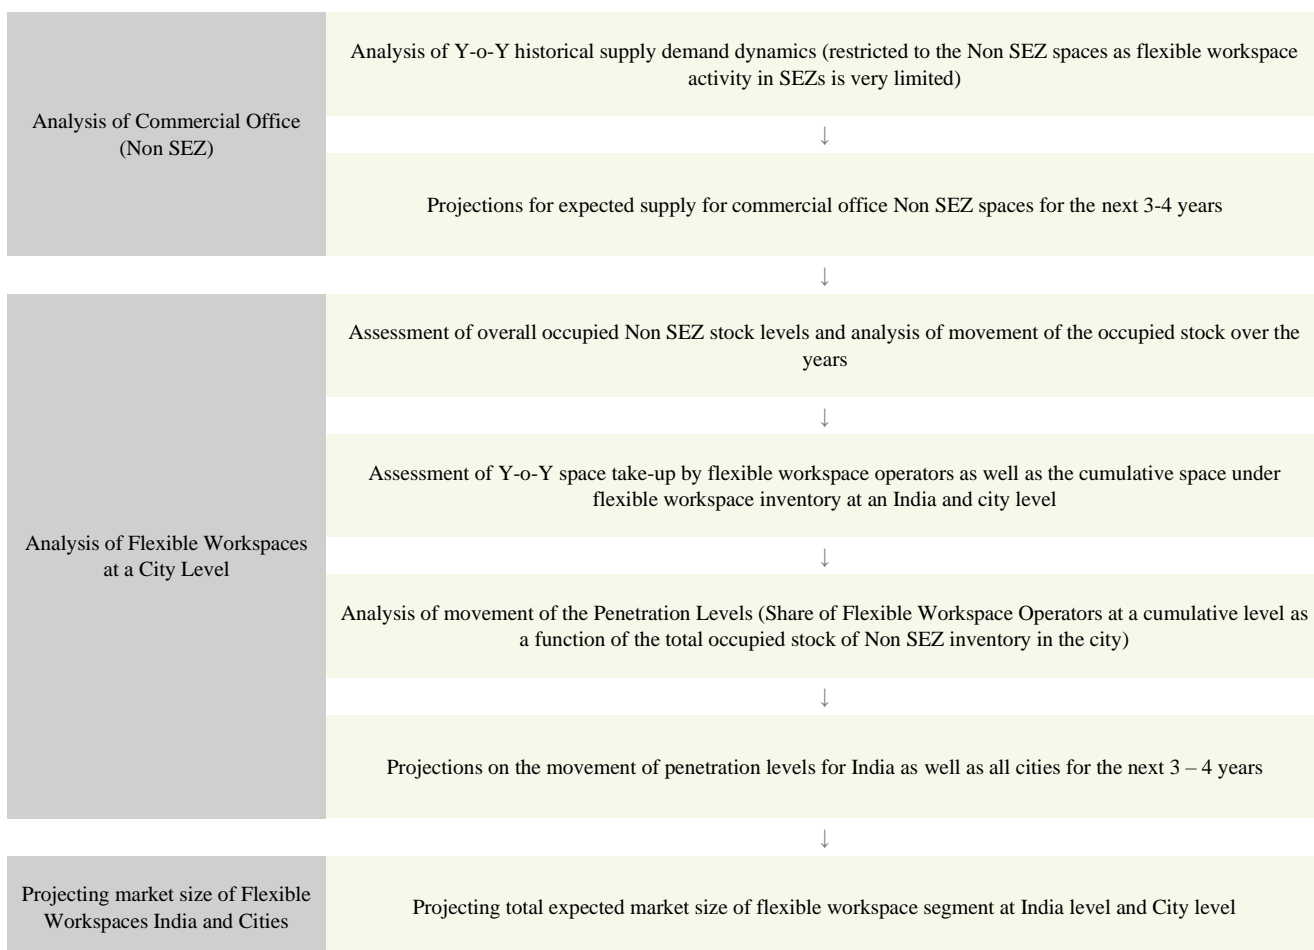 Analysis of Commercial Office
(Non SEZ)
Analysis of Y-o-Y historical supply demand dynamics (restricted to the Non SEZ spaces as flexible workspace
activity in SEZs is very limited)
↓
Projections for expected supply for commercial office Non SEZ spaces for the next 3-4 years
↓
Analysis of Flexible Workspaces
at a City Level
Assessment of overall occupied Non SEZ stock levels and analysis of movement of the occupied stock over the
years
↓
Assessment of Y-o-Y space take-up by flexible workspace operators as well as the cumulative space under
flexible workspace inventory at an India and city level
↓
Analysis of movement of the Penetration Levels (Share of Flexible Workspace Operators at a cumulative level as
a function of the total occupied stock of Non SEZ inventory in the city)
↓
Projections on the movement of penetration levels for India as well as all cities for the next 3 – 4 years
↓
Projecting market size of Flexible
Workspaces India and Cities
Projecting total expected market size of flexible workspace segment at India level and City level